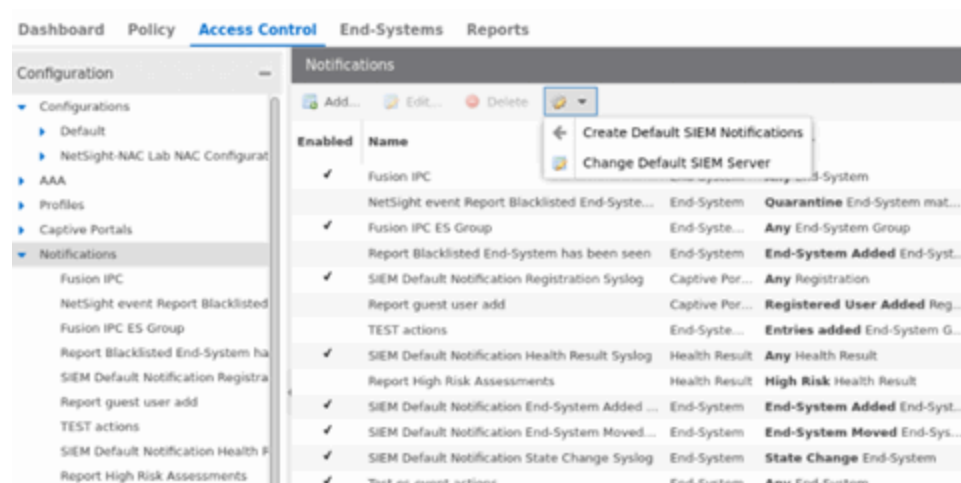 Dashboard Policy Access Control End-Systems Reports
Configuration
Configurations
Default
NetSight-NAC Lab NAC Configurat
AAA
Profiles
Captive Portals
Notifications
Fusion IPC
NetSight event Report Blacklisted
Fusion IPC ES Group
Report Blacklisted End-System ha
SIEM Default Notification Registra
Report guest user add
TEST actions
SIEM Default Notification Health R
Report High Risk Assessments
Notifications
Add... Edit... Delete
Create Default SIEM Notifications
Change Default SIEM Server
Enabled Name
Fusion IPC End-System Any End-System
NetSight event Report Blacklisted End-Syste... End-System Quarantine End-System mat...
Fusion IPC ES Group End-Syste... Any End-System Group
Report Blacklisted End-System has been seen End-System End-System Added End-Syst...
SIEM Default Notification Registration Syslog Captive Por... Any Registration
Report guest user add Captive Por... Registered User Added Reg...
TEST actions End-Syste... Entries added End-System G...
SIEM Default Notification Health Result Syslog Health Result Any Health Result
Report High Risk Assessments Health Result High Risk Health Result
SIEM Default Notification End-System Added ... End-System End-System Added End-Syst...
SIEM Default Notification End-System Moved... End-System End-System Moved End-Sys...
SIEM Default Notification State Change Syslog End-System State Change End-System